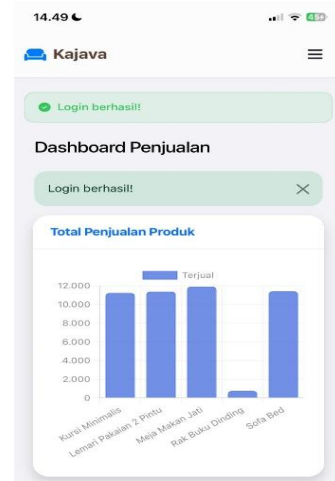 14.49
45
Kajava
Login berhasil!
Dashboard Penjualan
Login berhasil!
Total Penjualan Produk
Terjual
12.000
10.000
8.000
6.000
4.000
2.000
0
Kursi Minimalis
Lemari Pakaian 2 Pintu
Meja Makan Jati
Rak Buku Dinding
Sofa Bed